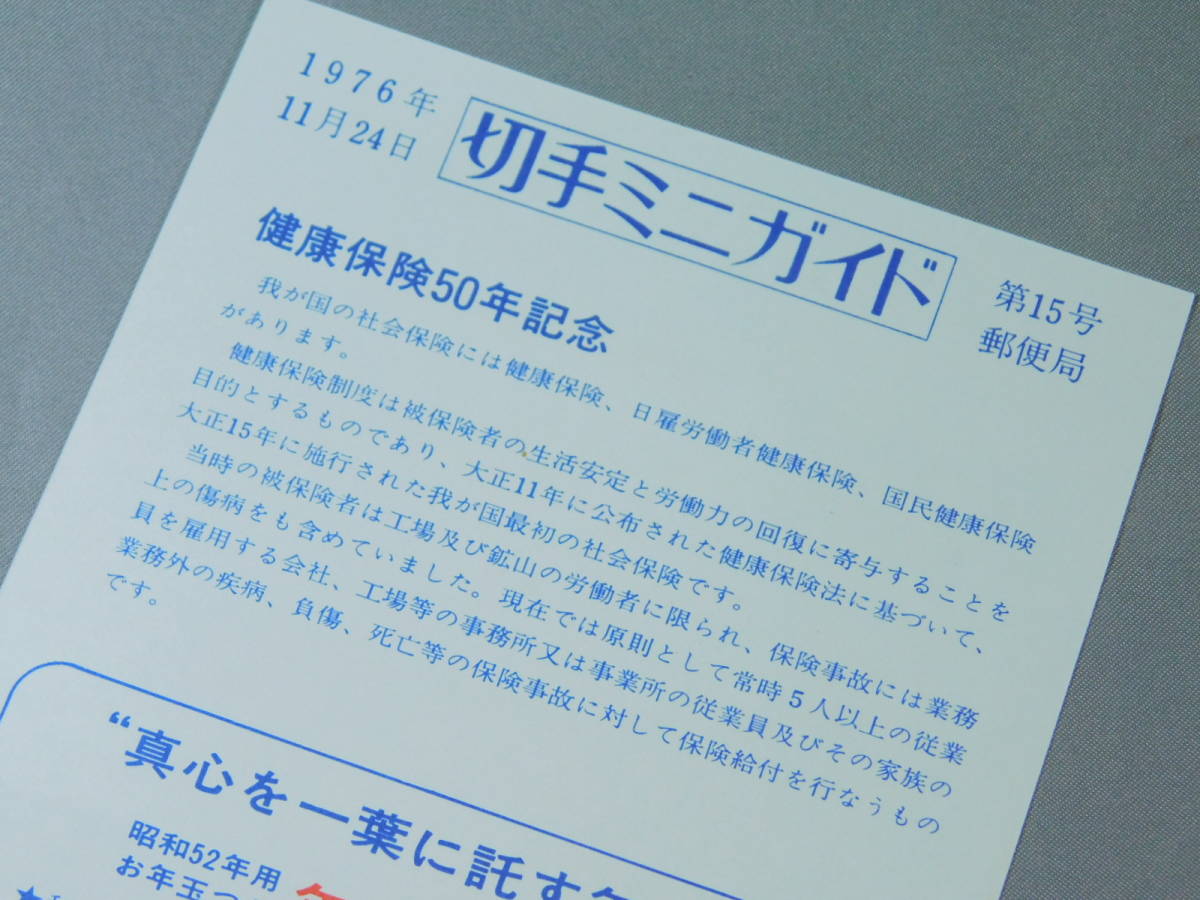 1976年
11月24日
切手ミニガイド
第15号
郵便局
健康保険50年記念
我が国の社会保険には健康保険、日雇労働者健康保険、国民健康保険
があります。
健康保険制度は被保険者の生活安定と労働力の回復に寄与することを
目的とするものであり、大正11年に公布された健康保険法に基づいて、
大正15年に施行された我が国最初の社会保険です。
当時の被保険者は工場及び鉱山の労働者に限られ、保険事故には業務
上の傷病をも含めていました。現在では原則として常時5人以上の従業
員を雇用する会社、工場等の事務所又は事業所の従業員及びその家族の
業務外の疾病、負傷、死亡等の保険事故に対して保険給付を行なうもの
です。
“真心を一葉に託す
昭和52年用
お年玉つ
★